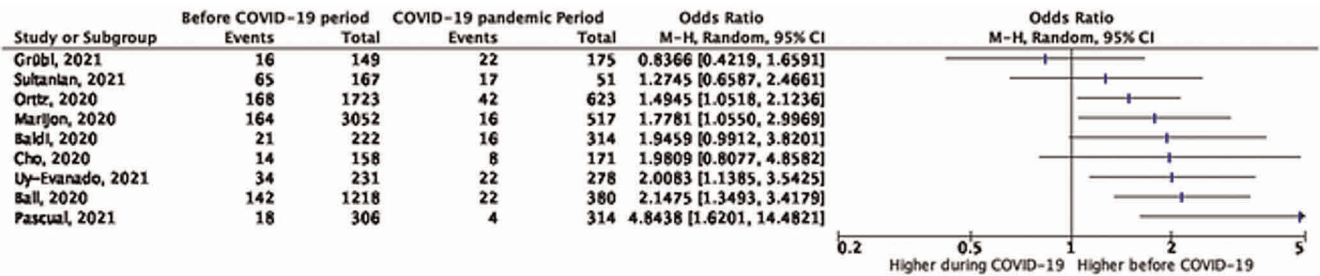 Before COVID-19 period COVID-19 pandemic Period Odds Ratio Odds Ratio
Study or Subgroup Events Total Events Total M-H, Random, 95% CI M-H, Random, 95% CI
Grübl, 2021 16 149 22 175 0.8366 [0.4219, 1.6591]
Sultanian, 2021 65 167 17 51 1.2745 [0.6587, 2.4661]
Ortiz, 2020 168 1723 42 623 1.4945 [1.0518, 2.1236]
Marijon, 2020 164 3052 16 517 1.7781 [1.0550, 2.9969]
Baldi, 2020 21 222 16 314 1.9459 [0.9912, 3.8201]
Cho, 2020 14 158 8 171 1.9809 [0.8077, 4.8582]
Uy-Evanado, 2021 34 231 22 278 2.0083 [1.1385, 3.5425]
Ball, 2020 142 1218 22 380 2.1475 [1.3493, 3.4179]
Pascual, 2021 18 306 4 314 4.8438 [1.6201, 14.4821]
0.2 0.5 1 2 5
Higher during COVID-19 Higher before COVID-19